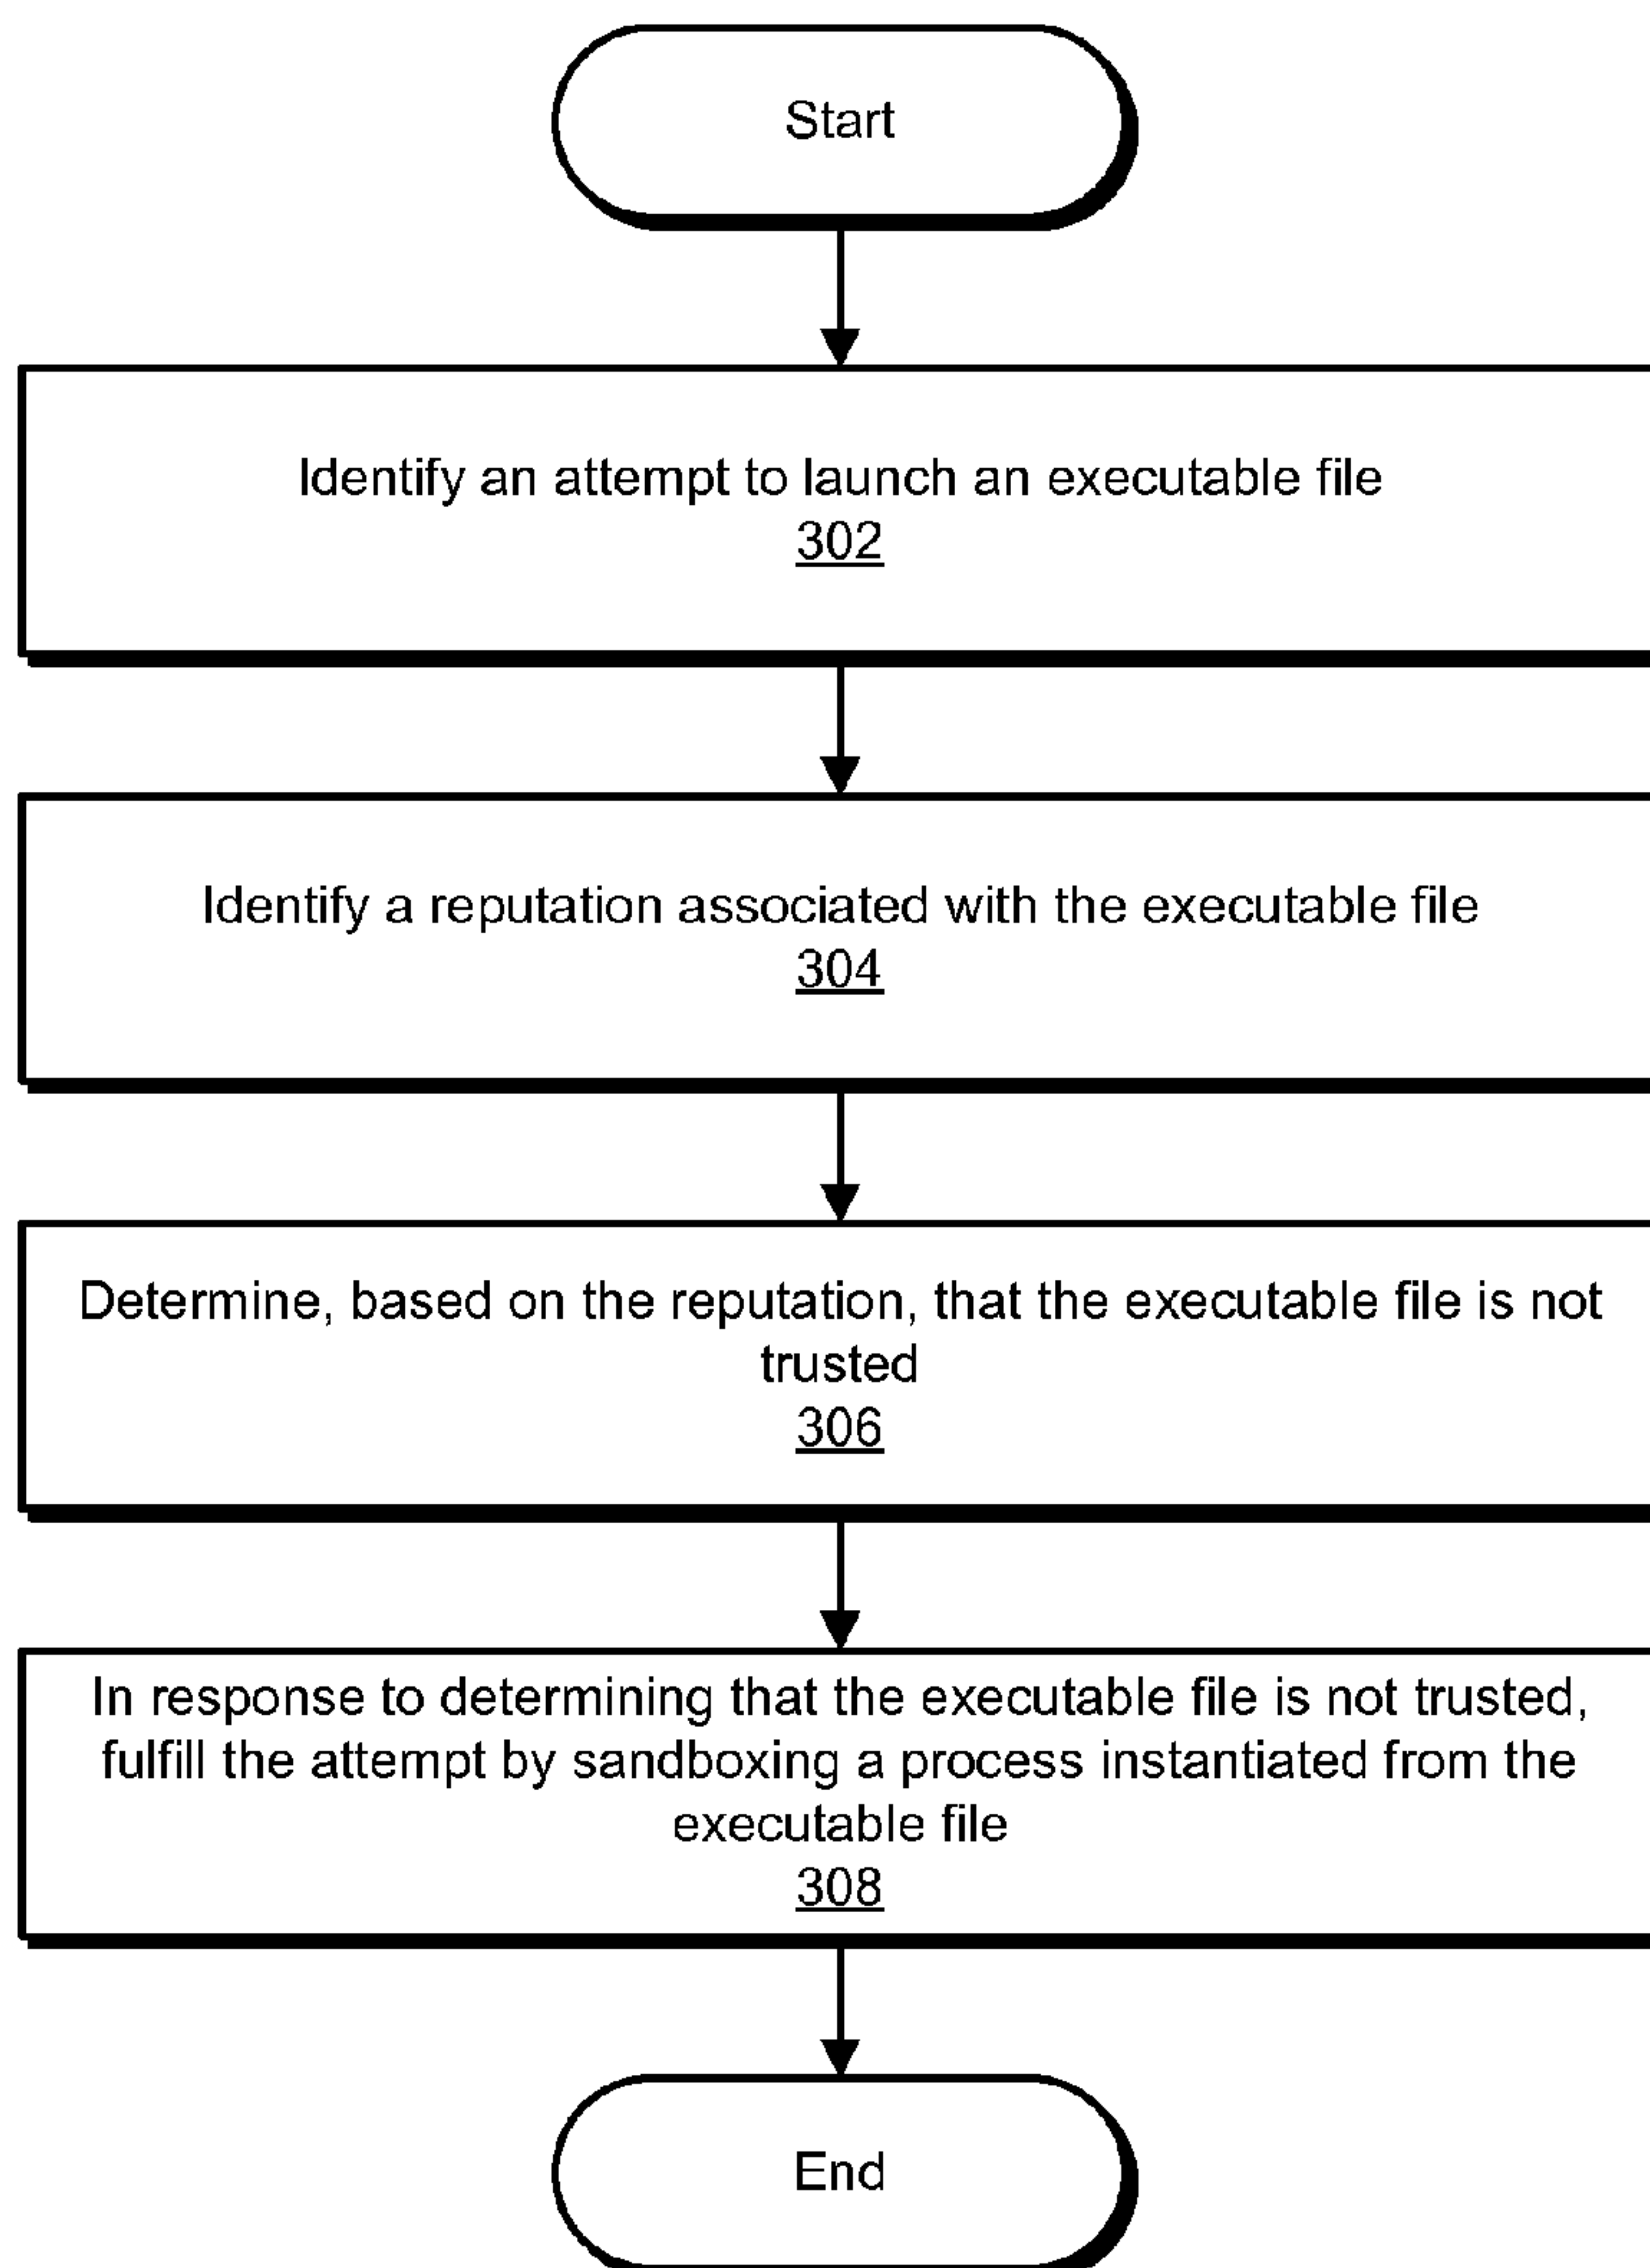 Start
Identify an attempt to launch an executable file
302
Identify a reputation associated with the executable file
304
Determine, based on the reputation, that the executable file is not
trusted
306
In response to determining that the executable file is not trusted,
fulfill the attempt by sandboxing a process instantiated from the
executable file
308
End